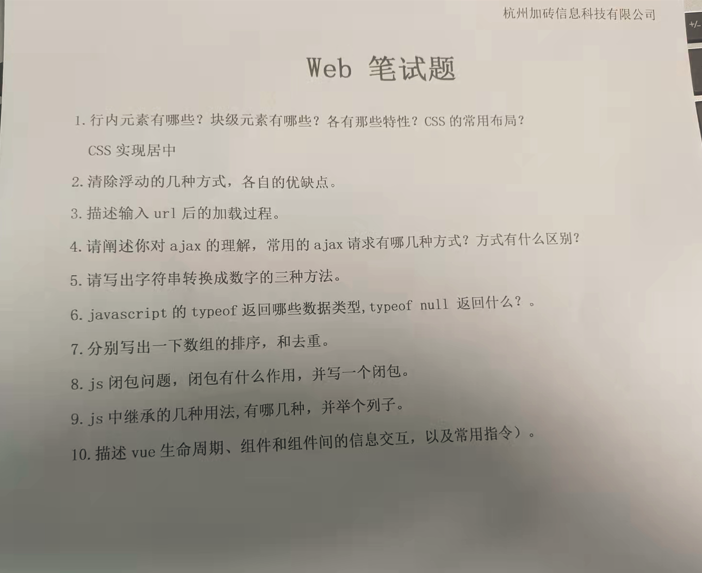 杭州加砖信息科技有限公司
Web 笔试题
1. 行内元素有哪些？块级元素有哪些？各有那些特性？CSS 的常用布局？
CSS 实现居中
2. 清除浮动的几种方式，各自的优缺点。
3. 描述输入 url 后的加载过程。
4. 请阐述你对 ajax 的理解，常用的 ajax 请求有哪几种方式？方式有什么区别？
5. 请写出字符串转换成数字的三种方法。
6. javascript 的 typeof 返回哪些数据类型,typeof null 返回什么？。
7. 分别写出一下数组的排序，和去重。
8. js 闭包问题，闭包有什么作用，并写一个闭包。
9. js 中继承的几种用法,有哪几种，并举个列子。
10. 描述 vue 生命周期、组件和组件间的信息交互，以及常用指令）。
+/-